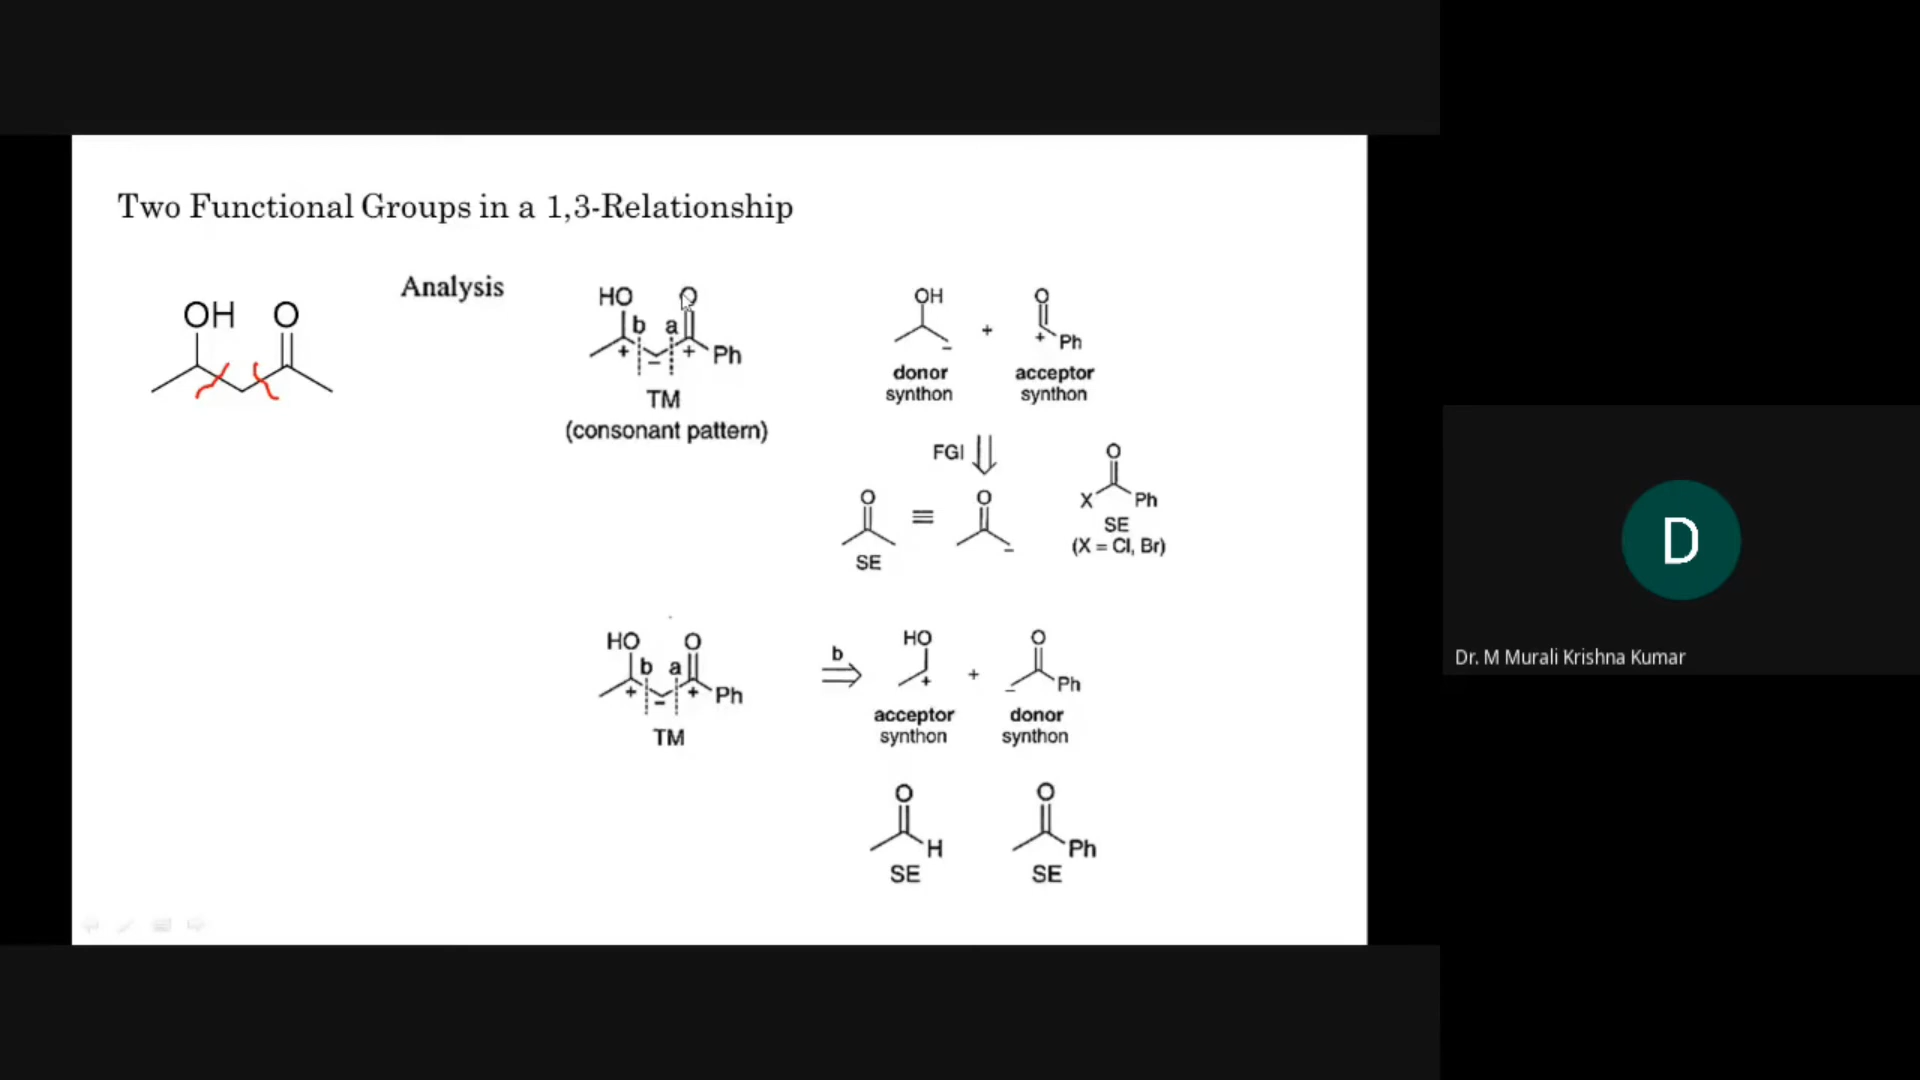 Two Functional Groups in a 1,3-Relationship
OH O
Analysis
HO O
b a
+ - + Ph
TM
(consonant pattern)
OH O
- + + Ph
donor acceptor
synthon synthon
FGI
O
X Ph
SE
(X = Cl, Br)
O ≡ O
-
SE
HO O
b a
+ - + Ph
TM
b
HO O
+ + - Ph
acceptor donor
synthon synthon
O O
H Ph
SE SE
D
Dr. M Murali Krishna Kumar